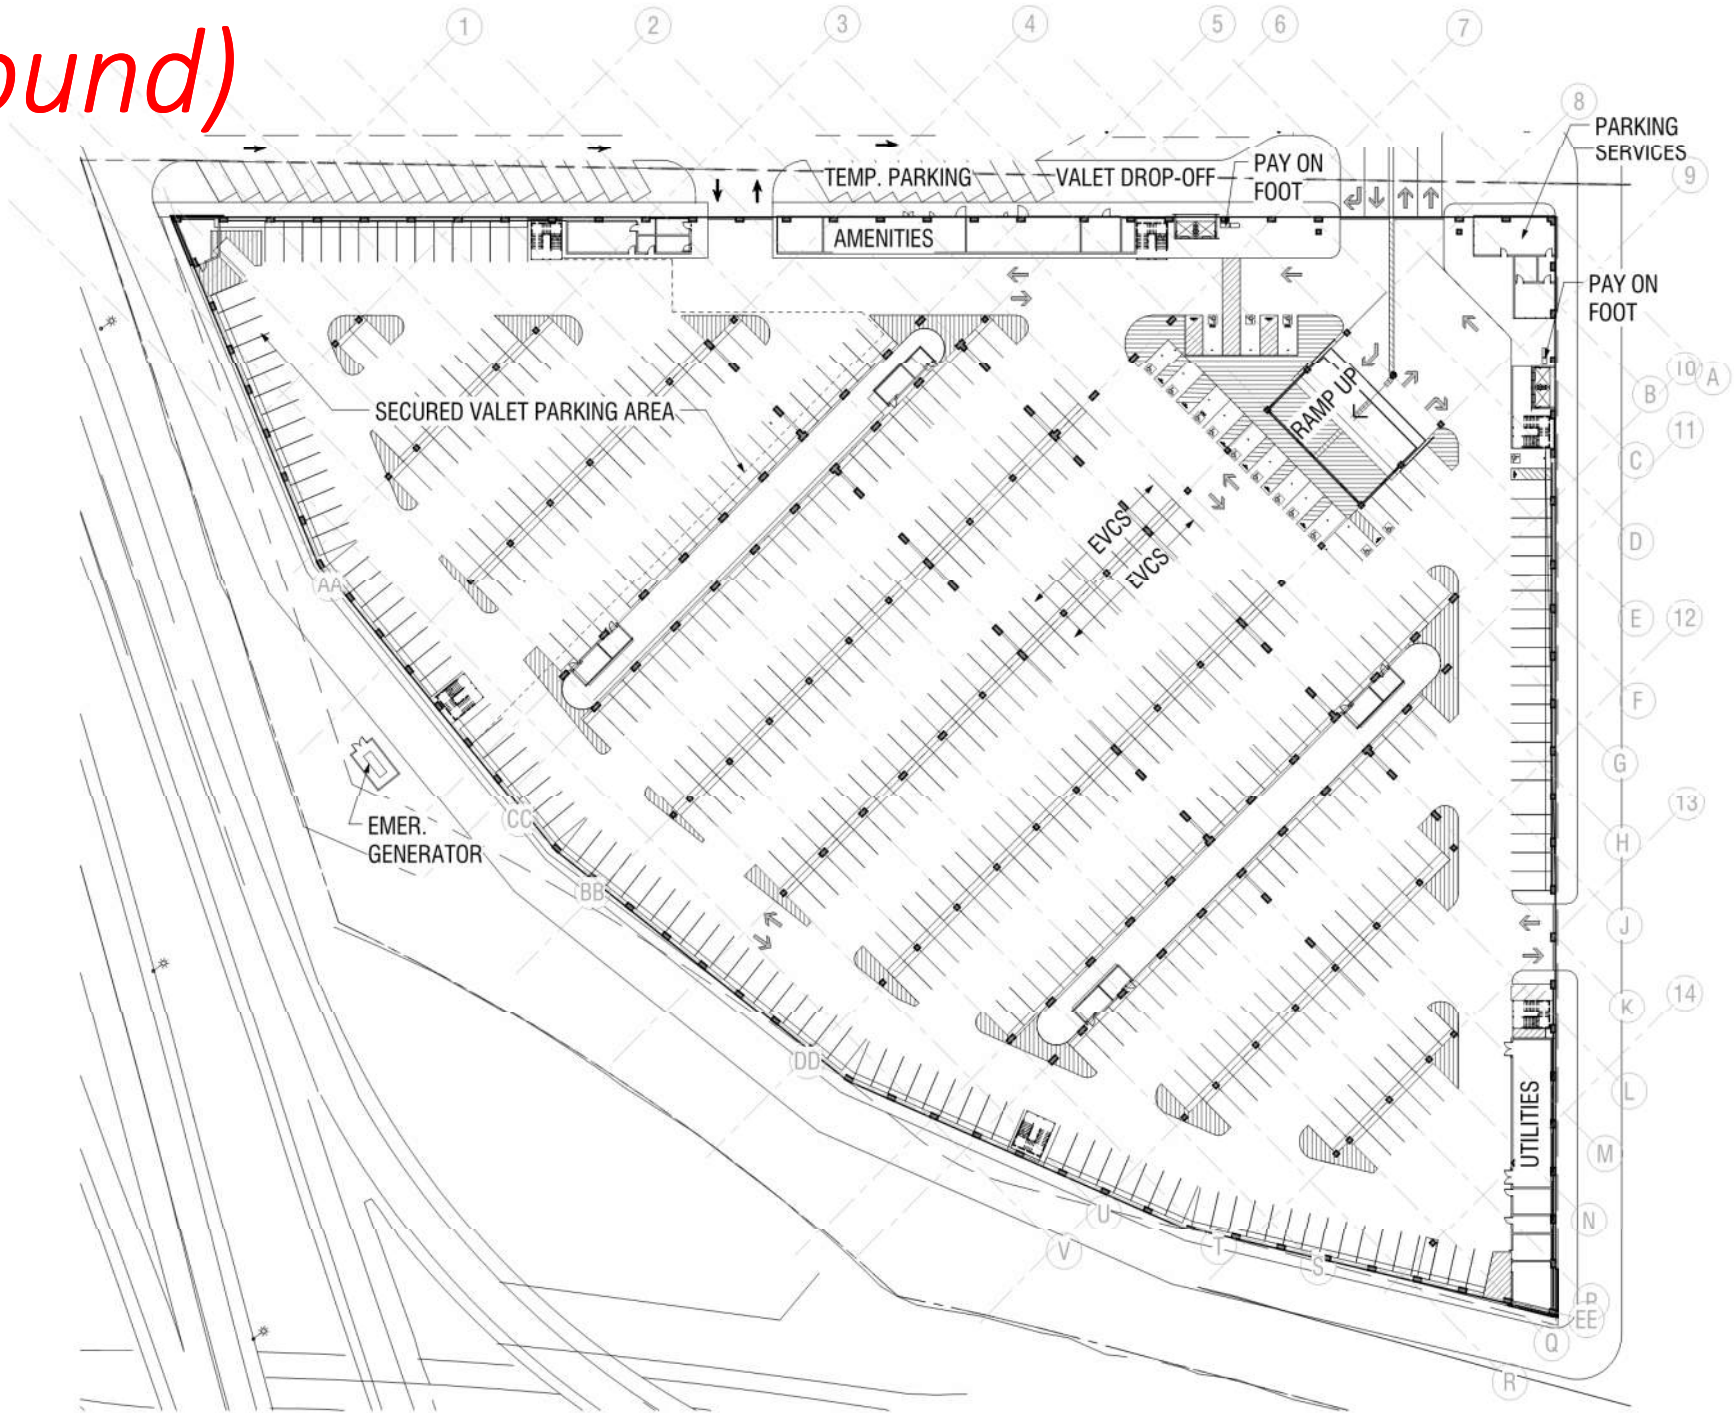 ound)
1
2
3
4
5
6
7
8
PARKING
SERVICES
9
PAY ON
FOOT
TEMP. PARKING
VALET DROP-OFF
AMENITIES
PAY ON
FOOT
10
A
B
RAMP UP
SECURED VALET PARKING AREA
11
C
EVCS
EVCS
D
AA
E
12
F
G
13
EMER.
GENERATOR
CC
H
BB
J
K
14
DD
L
UTILITIES
M
U
N
V
T
S
P
EE
Q
R